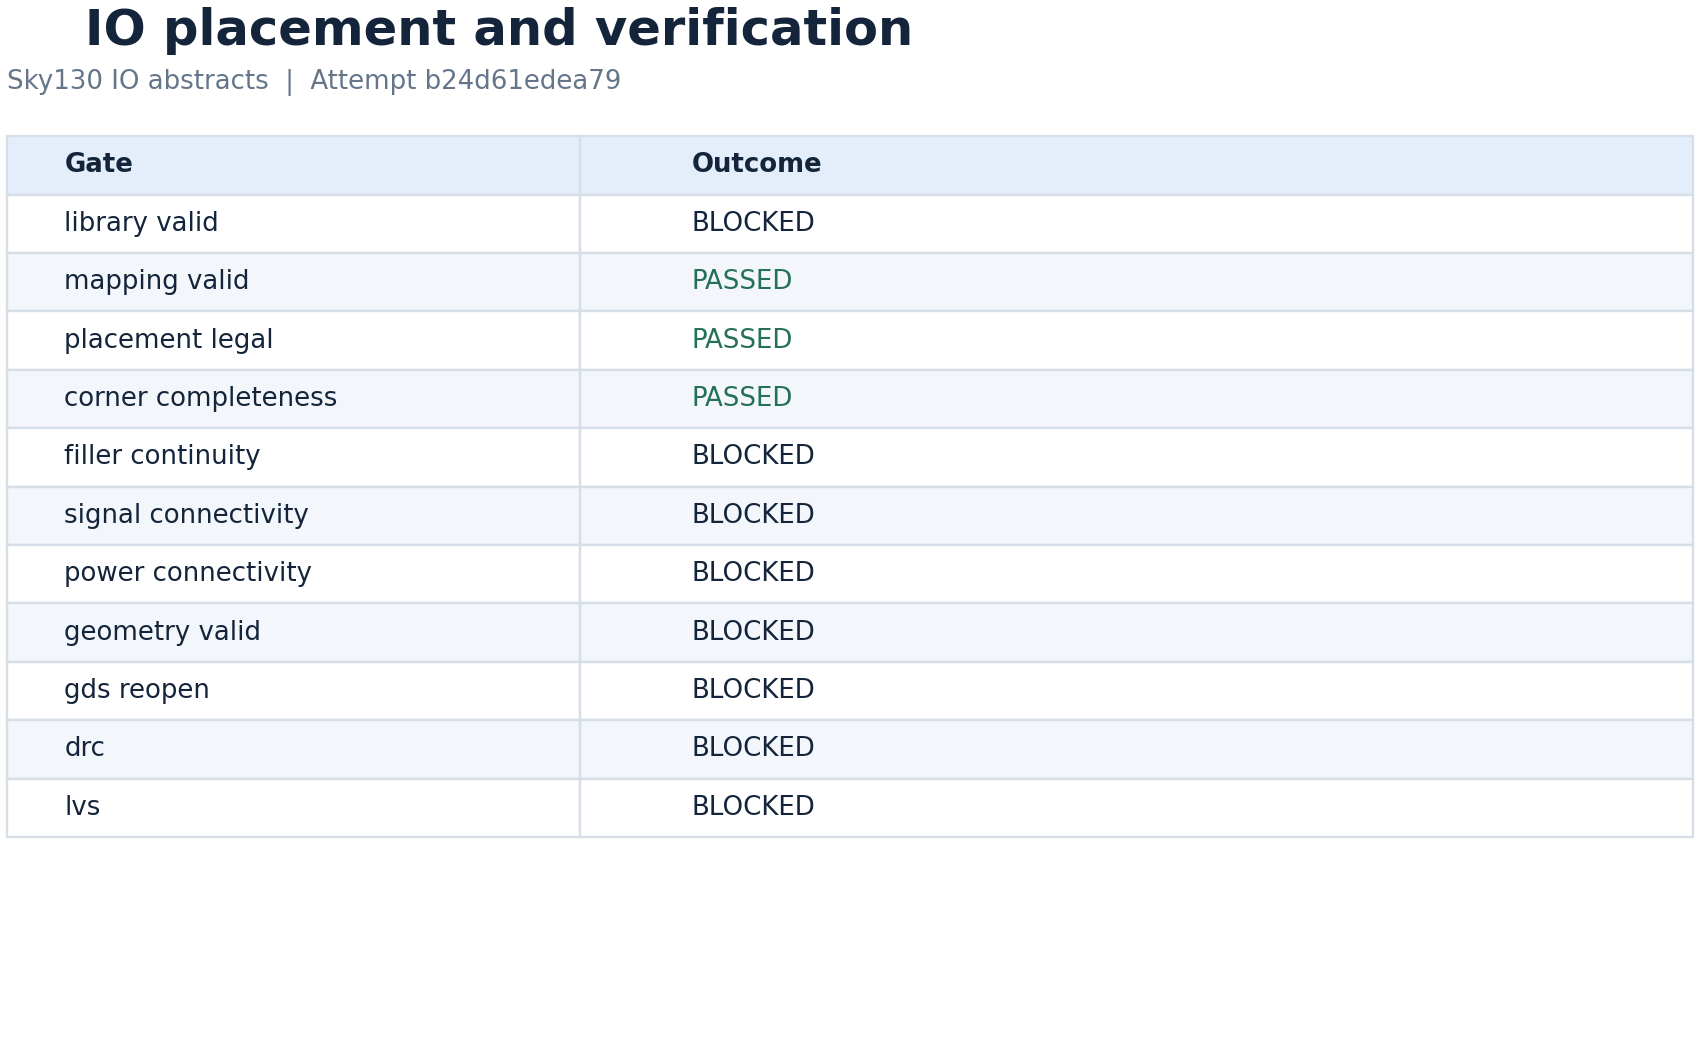 IO placement and verification
Sky130 IO abstracts | Attempt b24d61edea79
Gate Outcome
library valid BLOCKED
mapping valid PASSED
placement legal PASSED
corner completeness PASSED
filler continuity BLOCKED
signal connectivity BLOCKED
power connectivity BLOCKED
geometry valid BLOCKED
gds reopen BLOCKED
drc BLOCKED
lvs BLOCKED